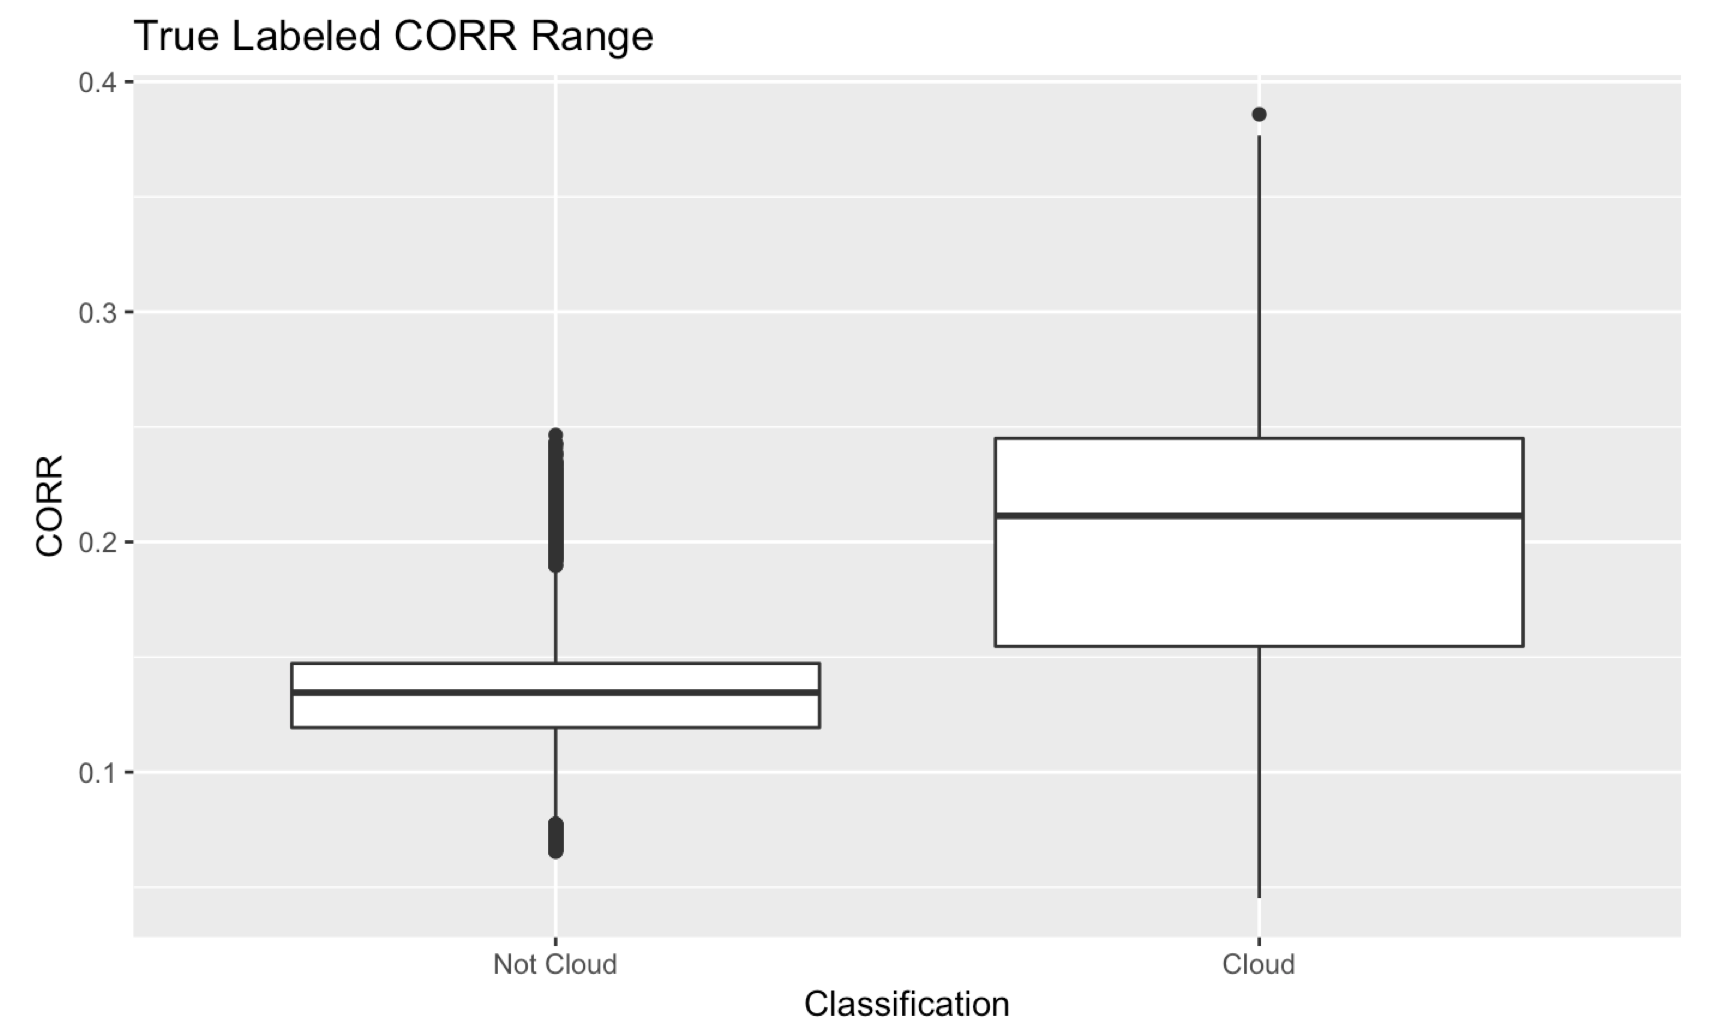 True Labeled CORR Range
0.4
0.3
0.2
0.1
CORR
Not Cloud
Cloud
Classification